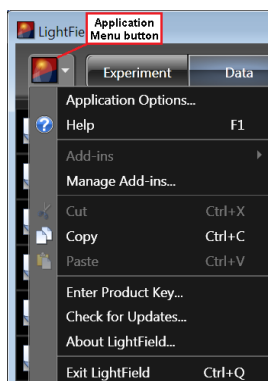 LightFie
Application
Menu button
Experiment Data
Application Options...
Help F1
Add-ins
Manage Add-ins...
Cut Ctrl+X
Copy Ctrl+C
Paste Ctrl+V
Enter Product Key...
Check for Updates...
About LightField...
Exit LightField Ctrl+Q